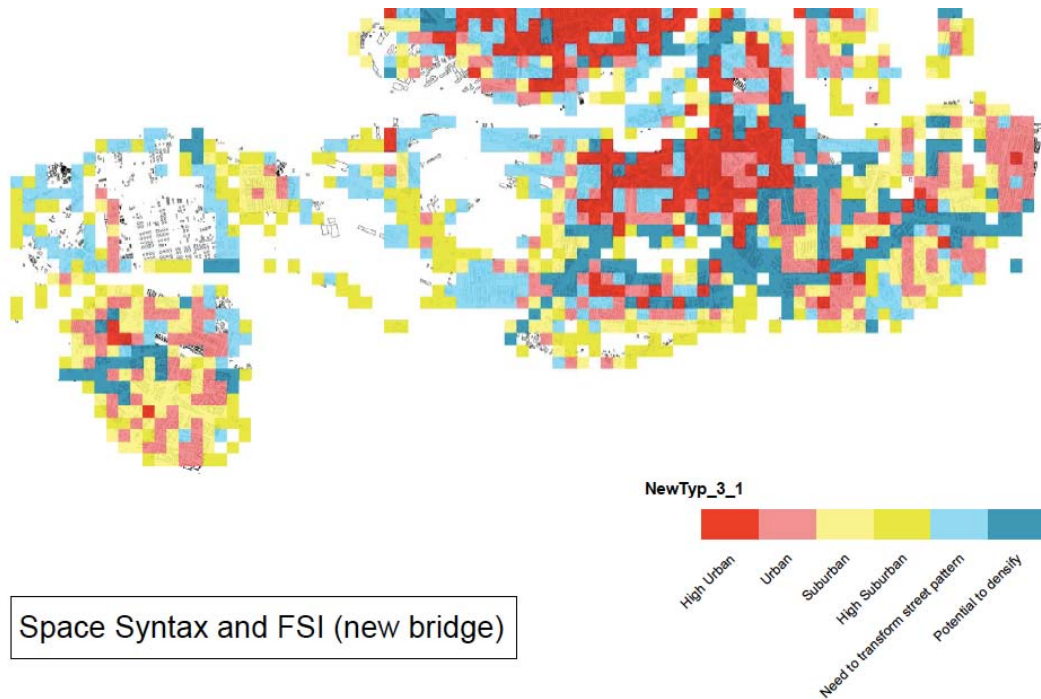 NewTyp_3_1
High Urban
Urban
Suburban
High Suburban
Need to transform street pattern
Potential to densify
Space Syntax and FSI (new bridge)